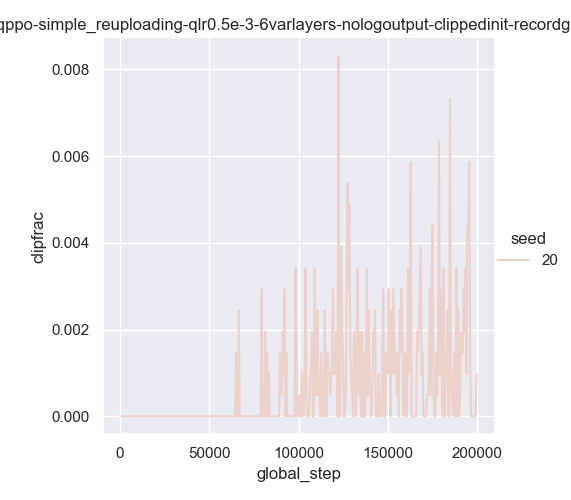 qppo-simple_reuploading-qlr0.5e-3-6varlayers-nologoutput-clippedinit-recordg
0.008
0.006
0.004
0.002
0.000
clipfrac
0
50000
100000
150000
200000
global_step
seed
20